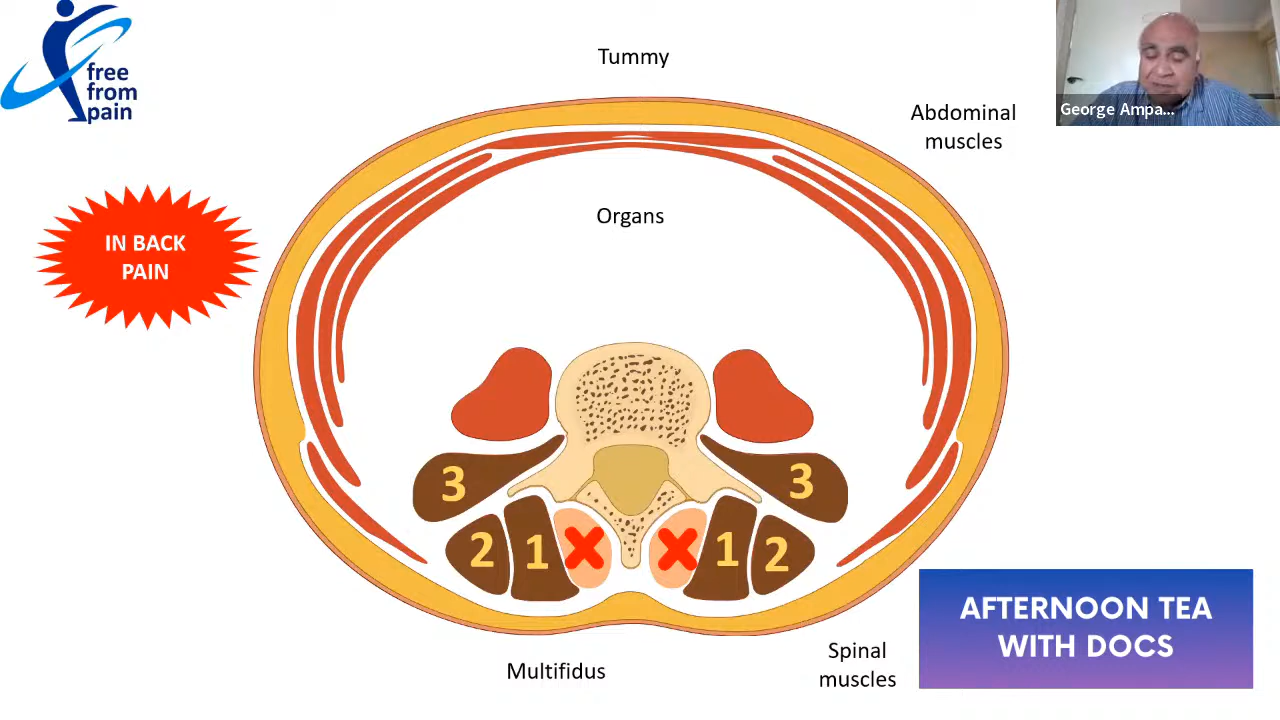 free
from
pain
Tummy
George Ampa...
Abdominal
muscles
IN BACK
PAIN
Organs
3
3
2
1
X
X
1
2
AFTERNOON TEA
WITH DOCS
Multifidus
Spinal
muscles